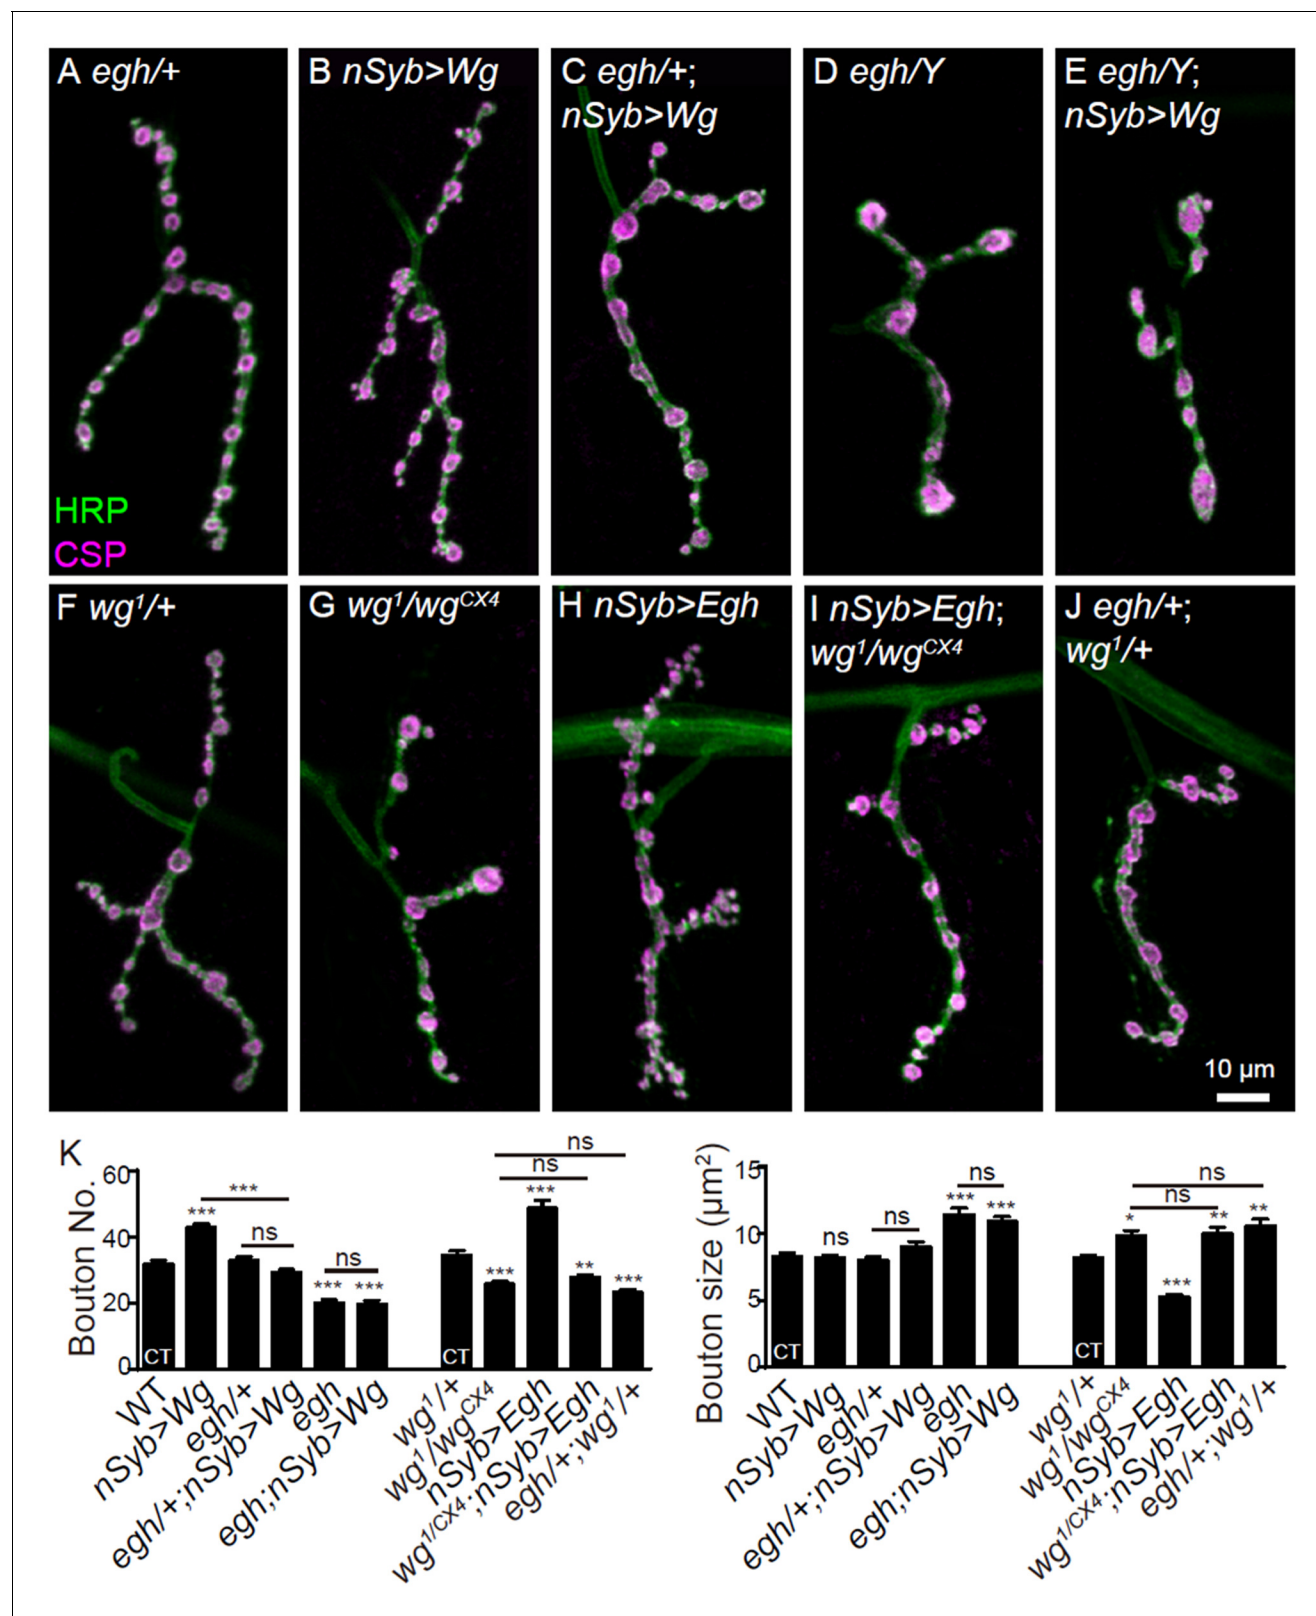 A egh/+
B nSyb>Wg
C egh/+;
nSyb>Wg
D egh/Y
E egh/Y;
nSyb>Wg
HRP
CSP
F wg¹/+
G wg¹/wgᶜˣ⁴
H nSyb>Egh
I nSyb>Egh;
wg¹/wgᶜˣ⁴
J egh/+;
wg¹/+
10 µm
K
Bouton No.
60
40
20
0
CT
CT
***
***
ns
ns
***
***
ns
ns
***
***
**
***
WT
nSyb>Wg
egh/+
egh/+;nSyb>Wg
egh
egh;nSyb>Wg
wg¹/+
wg¹/wgᶜˣ⁴
nSyb>Egh
wg¹/ᶜˣ⁴;nSyb>Egh
egh/+;wg¹/+
Bouton size (µm²)
15
10
5
0
CT
CT
ns
ns
ns
***
***
ns
ns
*
***
**
**
WT
nSyb>Wg
egh/+
egh/+;nSyb>Wg
egh
egh;nSyb>Wg
wg¹/+
wg¹/wgᶜˣ⁴
nSyb>Egh
wg¹/ᶜˣ⁴;nSyb>Egh
egh/+;wg¹/+